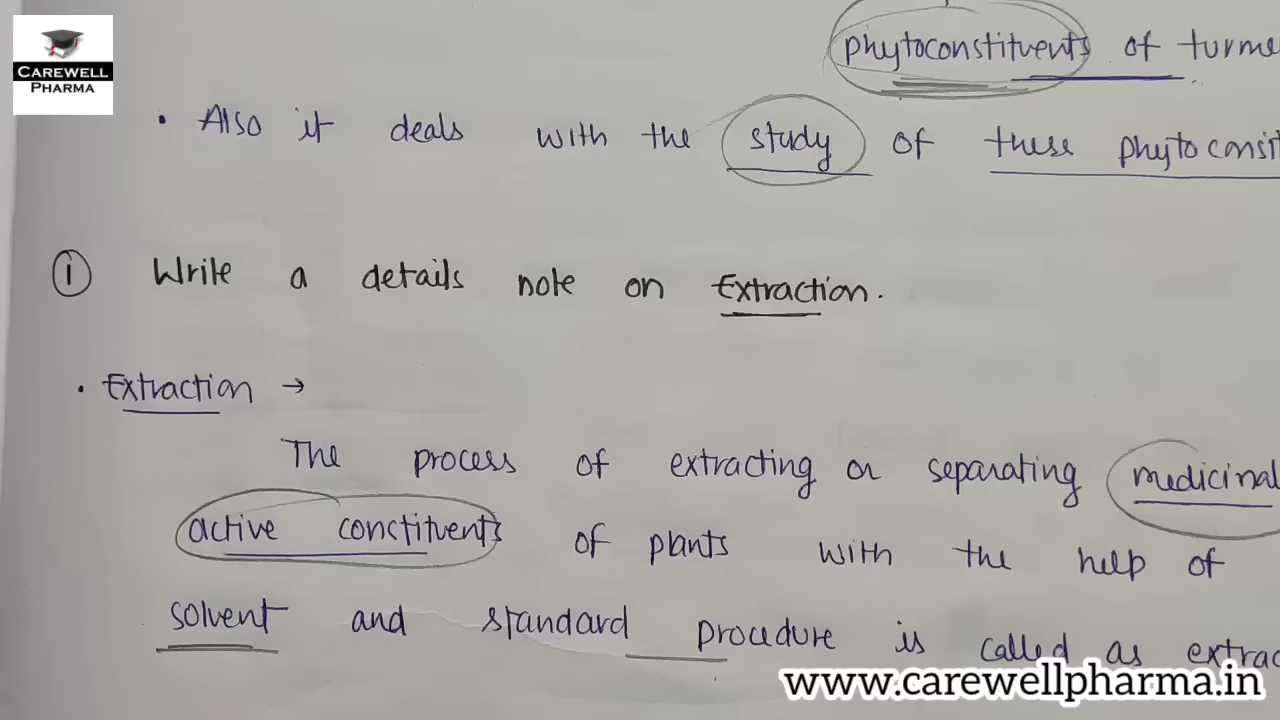 CAREWELL
PHARMA
phytoconstituents of turme
• Also it deals with the study of these phytoconsti
① Write a details note on Extraction.
• Extraction →
The process of extracting or separating medicinal
active constituents of plants with the help of
solvent and standard procedure is called as extrac
www.carewellpharma.in